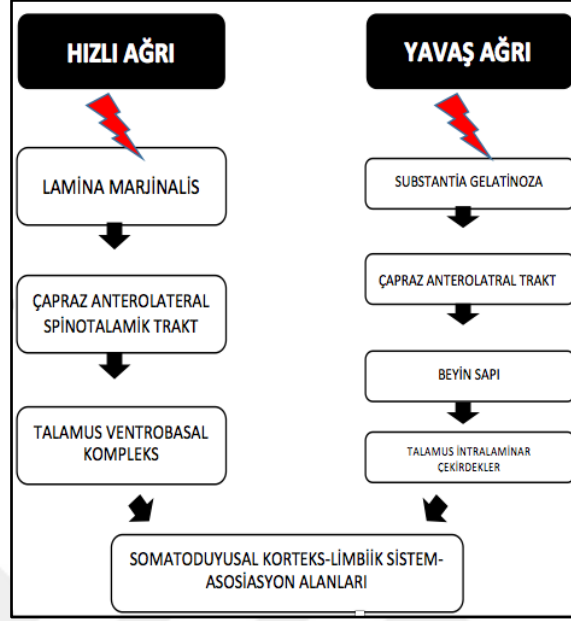 HIZLI AĞRI
LAMİNA MARJİNALİS
ÇAPRAZ ANTEROLATERAL
SPİNOTALAMİK TRAKT
TALAMUS VENTROBASAL
KOMPLEKS
YAVAŞ AĞRI
SUBSTANTİA GELATİNOZA
ÇAPRAZ ANTEROLATRAL TRAKT
BEYİN SAPI
TALAMUS İNTRALAMİNAR
ÇEKİRDEKLER
SOMATODUYUSAL KORTEKS-LİMBİİK SİSTEM-
ASOSİASYON ALANLARI